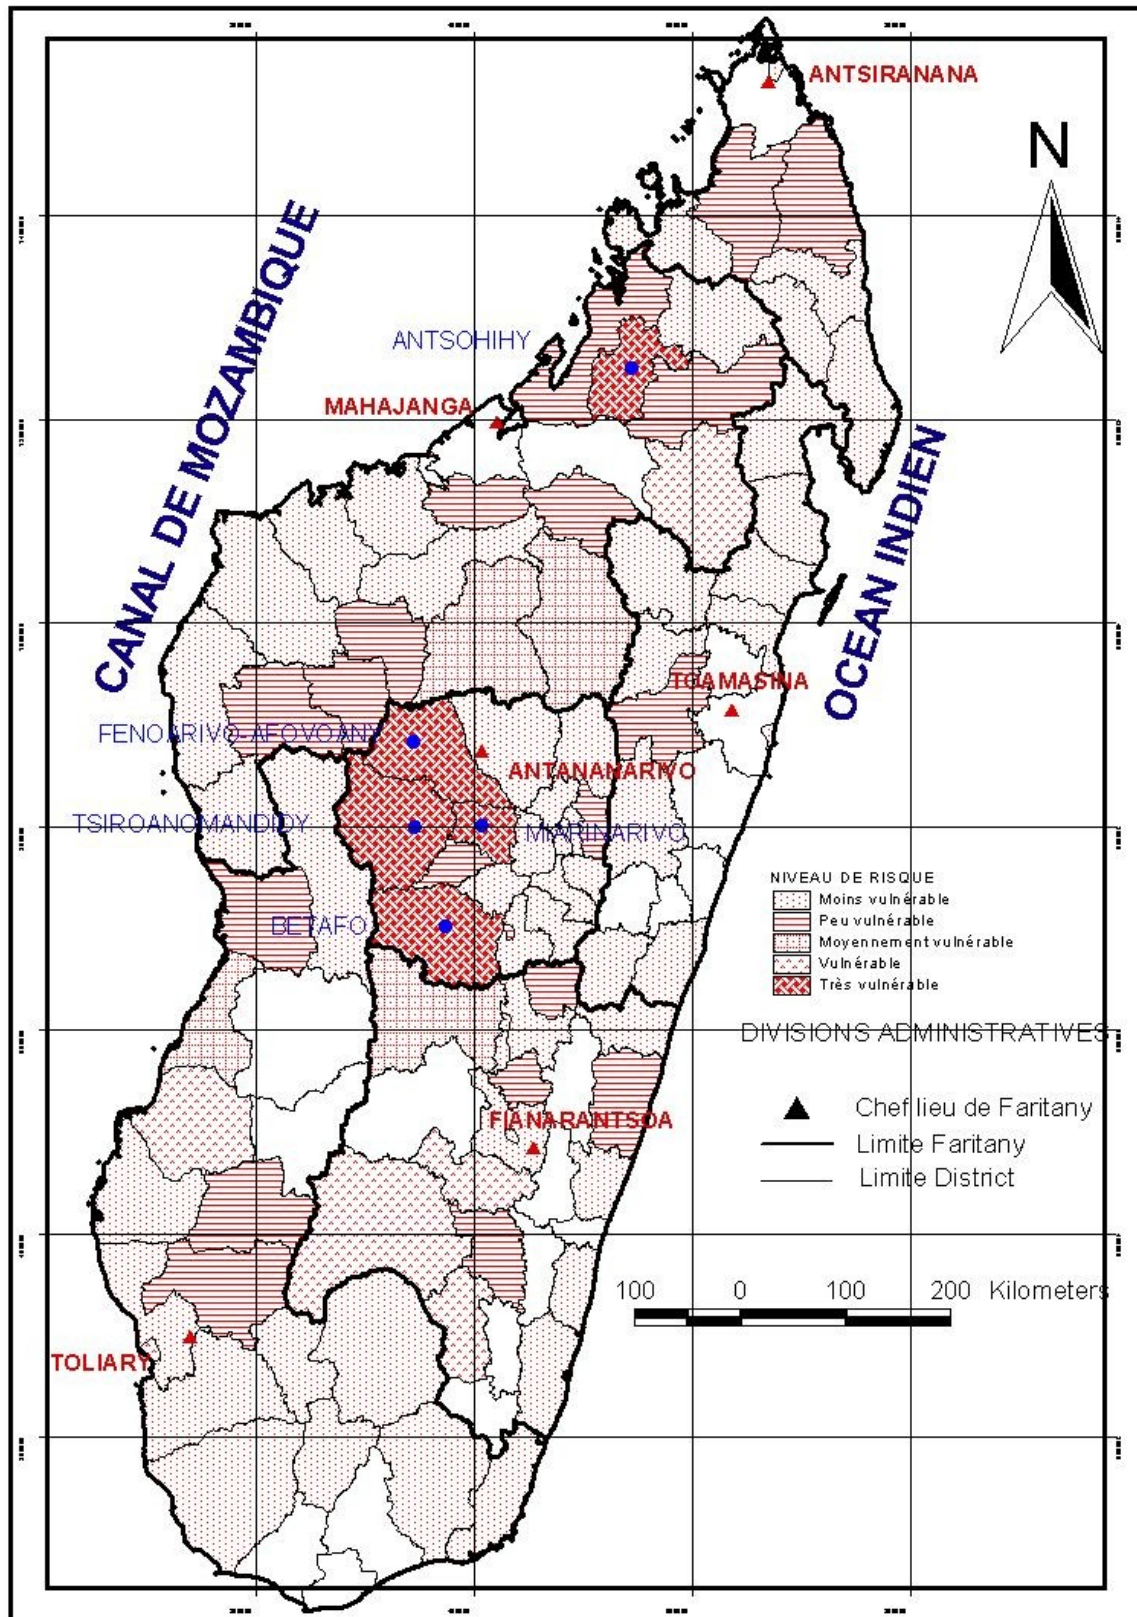 ANTSIRANANA
N
CANAL DE MOZAMBIQUE
ANTSOHIHY
MAHAJANGA
OCEAN INDIEN
TOAMASINA
FENOARIVO-AFOVOANY
ANTANANARIVO
TSIROANOMANDIDY
MIARINARIVO
BETAFO
NIVEAU DE RISQUE
Moins vulnérable
Peu vulnérable
Moyennement vulnérable
Vulnérable
Très vulnérable
DIVISIONS ADMINISTRATIVES
Chef lieu de Faritany
FIANARANTSOA
Limite Faritany
Limite District
100 0 100 200 Kilometers
TOLIARY